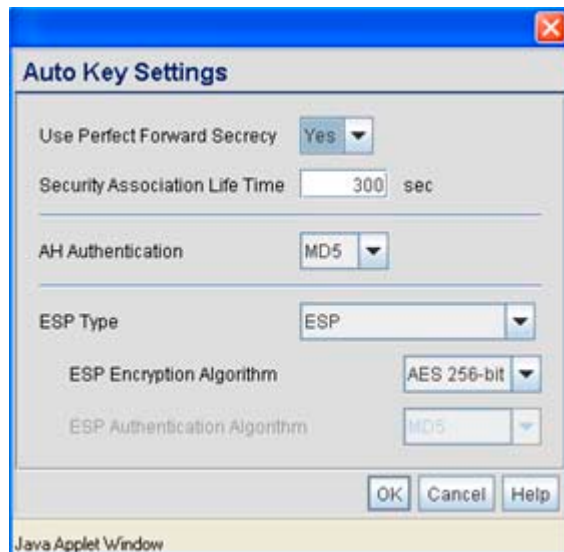 Auto Key Settings
Use Perfect Forward Secrecy Yes
Security Association Life Time 300 sec
AH Authentication MD5
ESP Type ESP
ESP Encryption Algorithm AES 256-bit
ESP Authentication Algorithm MD5
OK Cancel Help
Java Applet Window